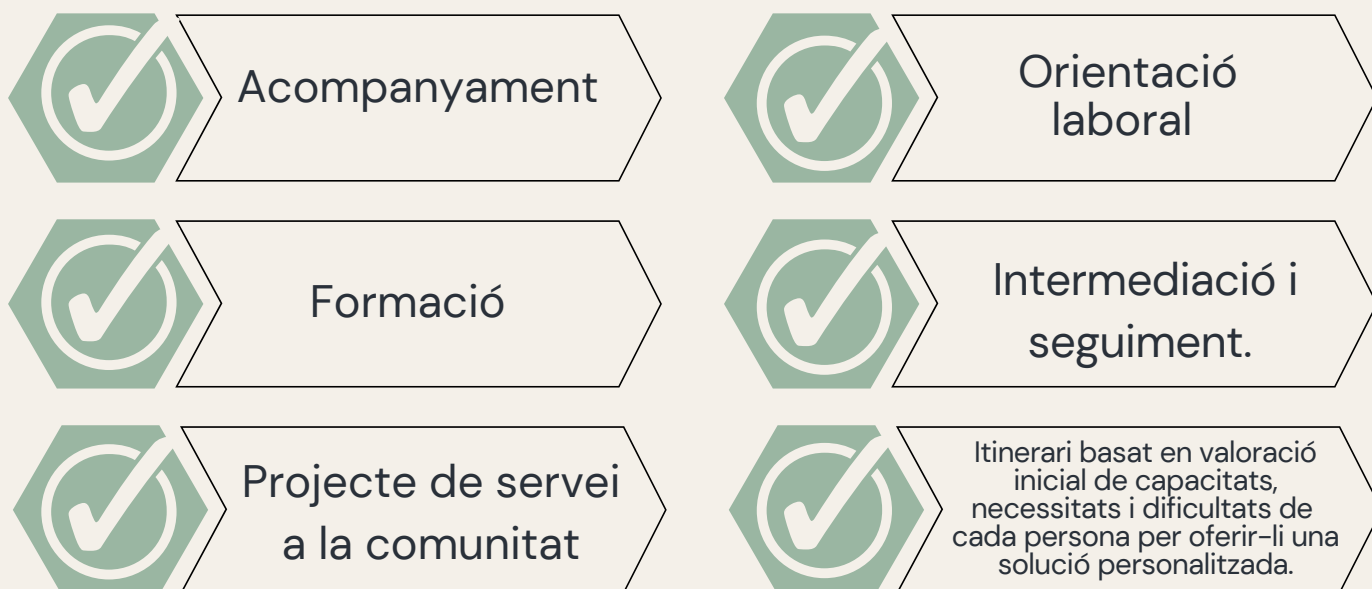 Acompanyament
Orientació
laboral
Formació
Intermediació i
seguiment.
Projecte de servei
a la comunitat
Itinerari basat en valoració
inicial de capacitats,
necessitats i dificultats de
cada persona per oferir-li una
solució personalitzada.